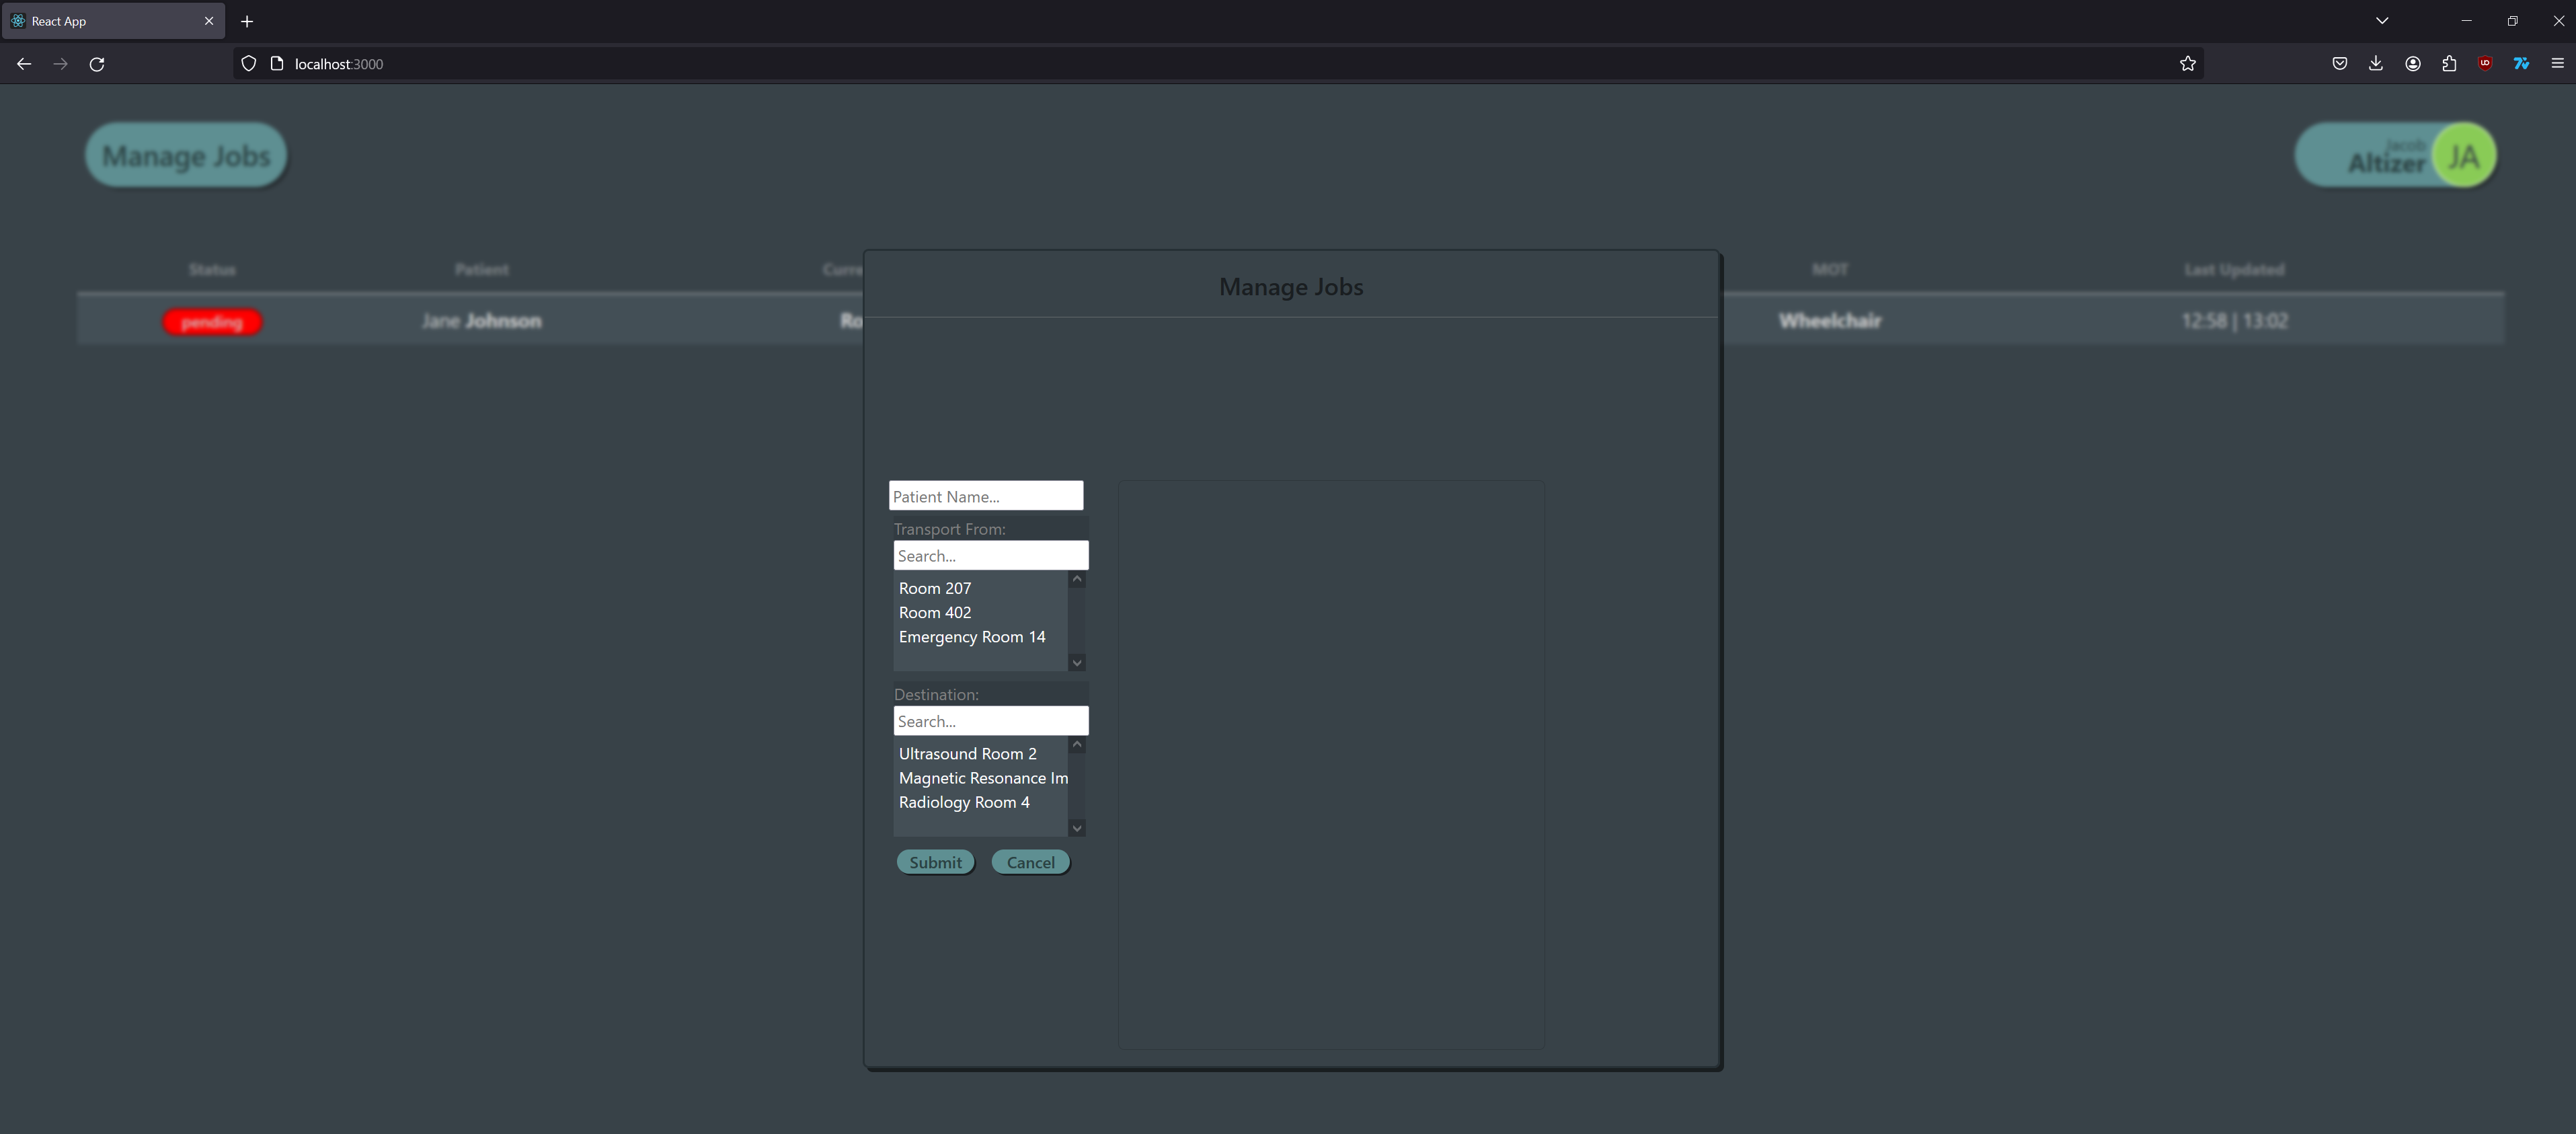 React App
localhost:3000
Manage Jobs
Jacob
Altizer
JA
Status
Patient
Curre
MOT
Last Updated
pending
Jane Johnson
Ro
Wheelchair
12:58 | 13:02
Manage Jobs
Patient Name...
Transport From:
Search...
Room 207
Room 402
Emergency Room 14
Destination:
Search...
Ultrasound Room 2
Magnetic Resonance Im
Radiology Room 4
Submit
Cancel